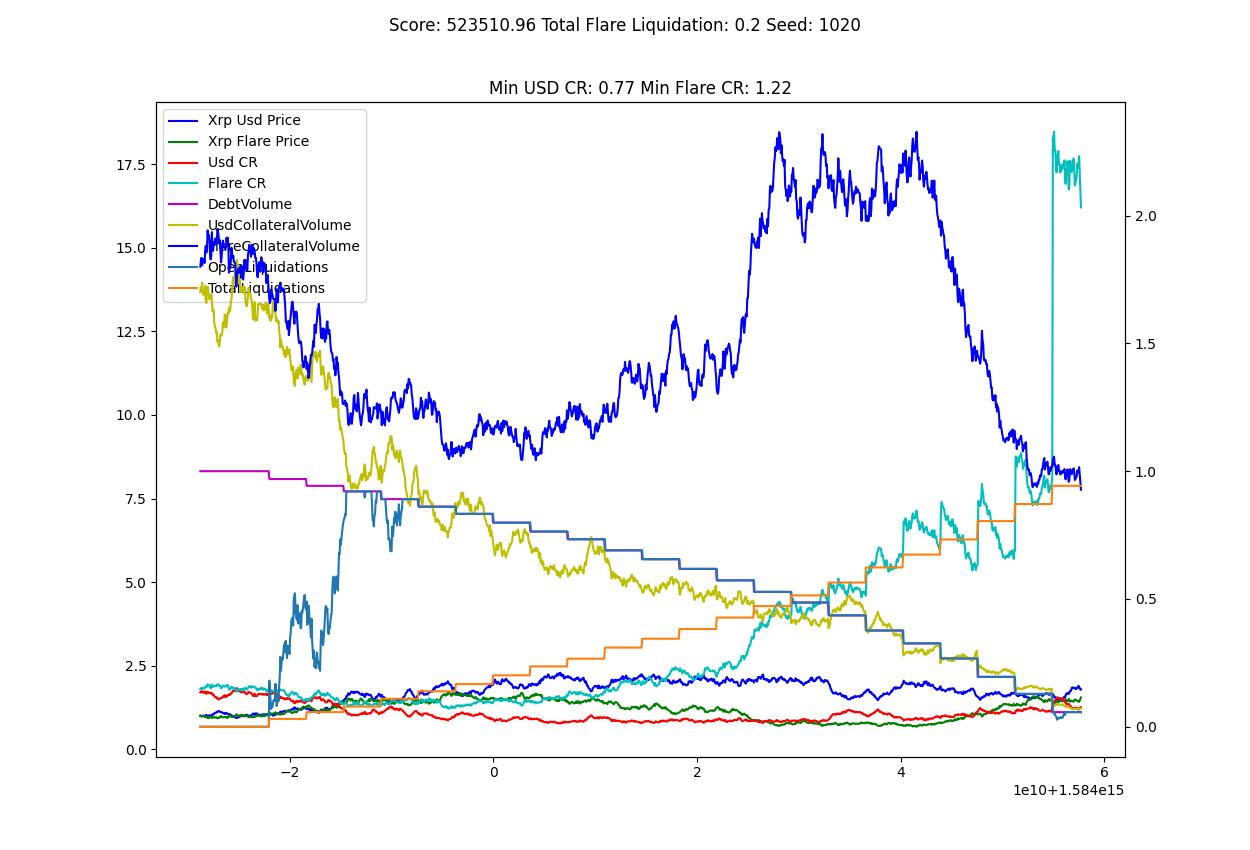 Score: 523510.96 Total Flare Liquidation: 0.2 Seed: 1020
Min USD CR: 0.77 Min Flare CR: 1.22
Xrp Usd Price
Xrp Flare Price
Usd CR
Flare CR
DebtVolume
UsdCollateralVolume
FlareCollateralVolume
OpenLiquidations
TotalLiquidations
17.5
15.0
12.5
10.0
7.5
5.0
2.5
0.0
2.0
1.5
1.0
0.5
0.0
−2
0
2
4
6
1e10+1.584e15